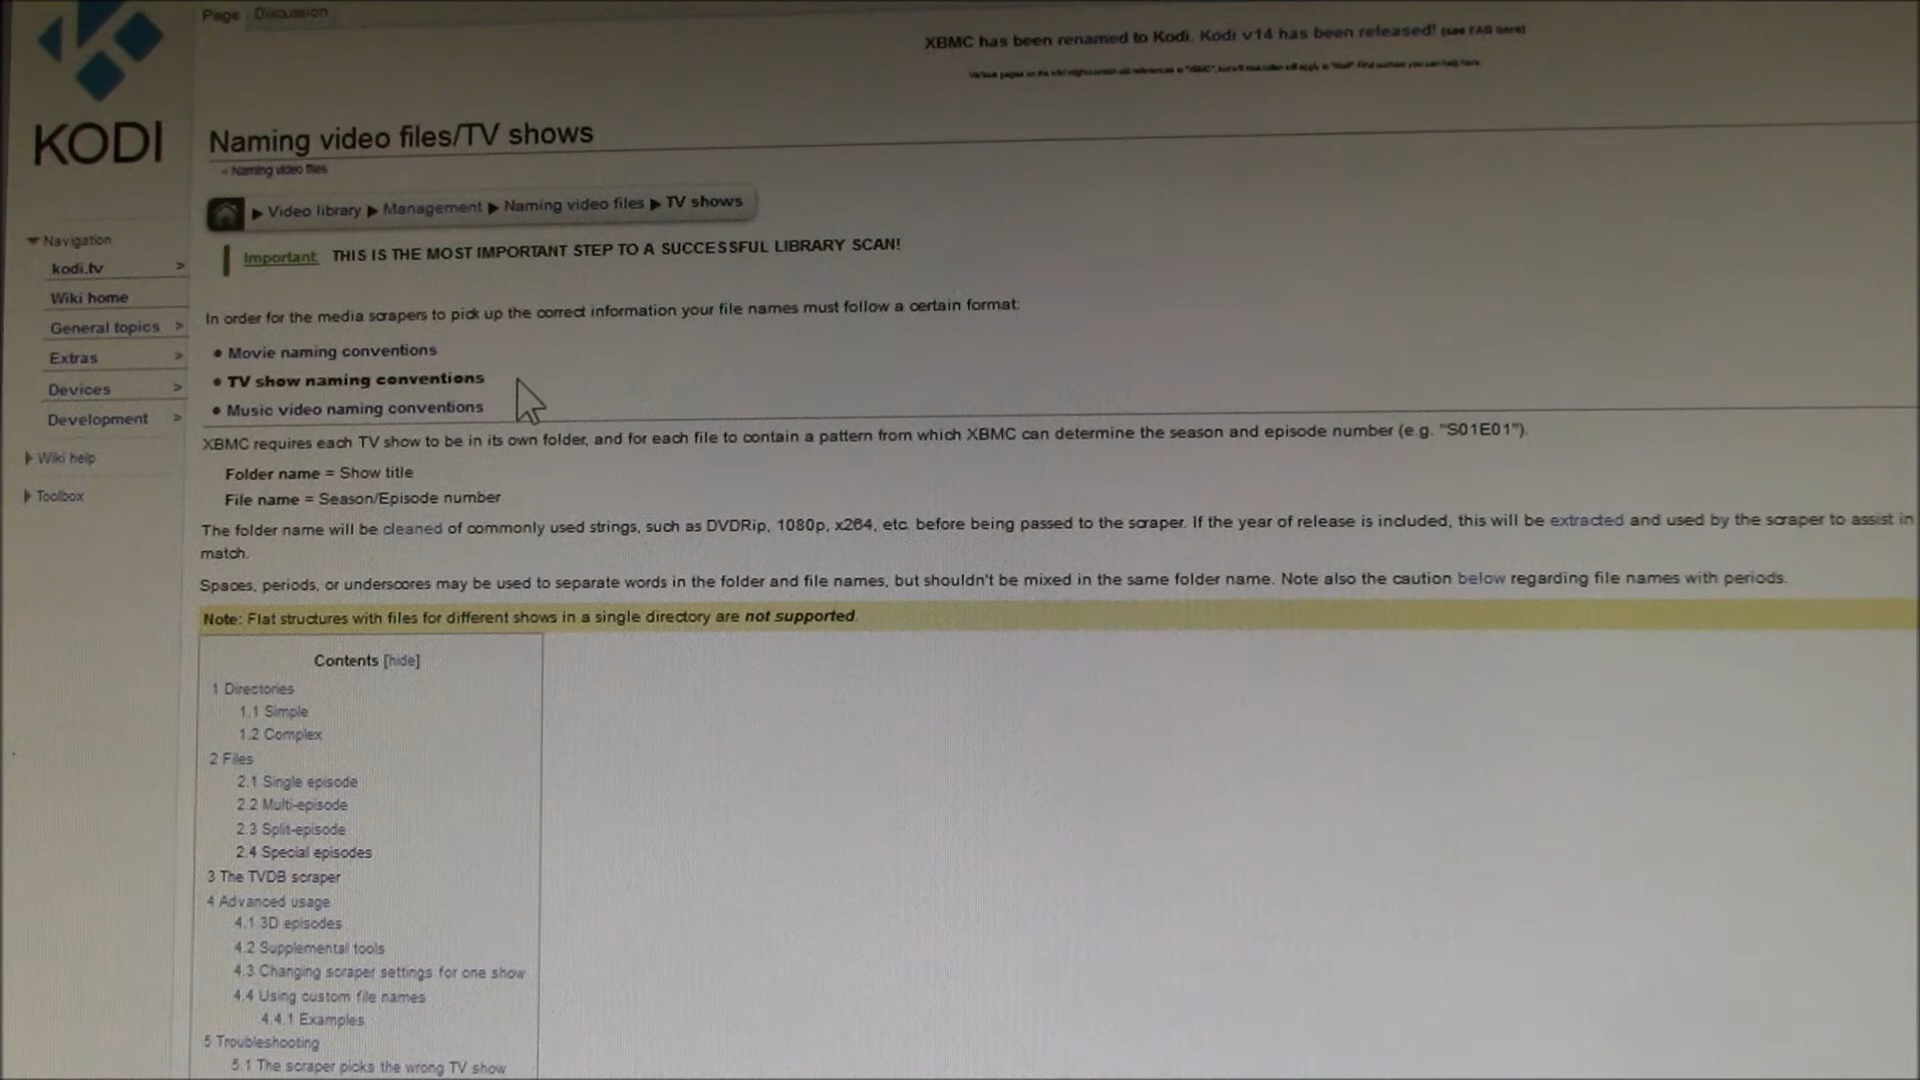 Page Discussion
XBMC has been renamed to Kodi. Kodi v14 has been released! (see FAQ here)
KODI
Naming video files/TV shows
< Naming video files
Video library ▶ Management ▶ Naming video files ▶ TV shows
Important: THIS IS THE MOST IMPORTANT STEP TO A SUCCESSFUL LIBRARY SCAN!
Navigation
kodi.tv >
Wiki home
General topics >
Extras >
Devices >
Development >
Wiki help
Toolbox
In order for the media scrapers to pick up the correct information your file names must follow a certain format:
• Movie naming conventions
• TV show naming conventions
• Music video naming conventions
XBMC requires each TV show to be in its own folder, and for each file to contain a pattern from which XBMC can determine the season and episode number (e.g. "S01E01").
Folder name = Show title
File name = Season/Episode number
The folder name will be cleaned of commonly used strings, such as DVDRip, 1080p, x264, etc. before being passed to the scraper. If the year of release is included, this will be extracted and used by the scraper to assist in
match.
Spaces, periods, or underscores may be used to separate words in the folder and file names, but shouldn't be mixed in the same folder name. Note also the caution below regarding file names with periods.
Note: Flat structures with files for different shows in a single directory are not supported.
Contents [hide]
1 Directories
1.1 Simple
1.2 Complex
2 Files
2.1 Single episode
2.2 Multi-episode
2.3 Split-episode
2.4 Special episodes
3 The TVDB scraper
4 Advanced usage
4.1 3D episodes
4.2 Supplemental tools
4.3 Changing scraper settings for one show
4.4 Using custom file names
4.4.1 Examples
5 Troubleshooting
5.1 The scraper picks the wrong TV show